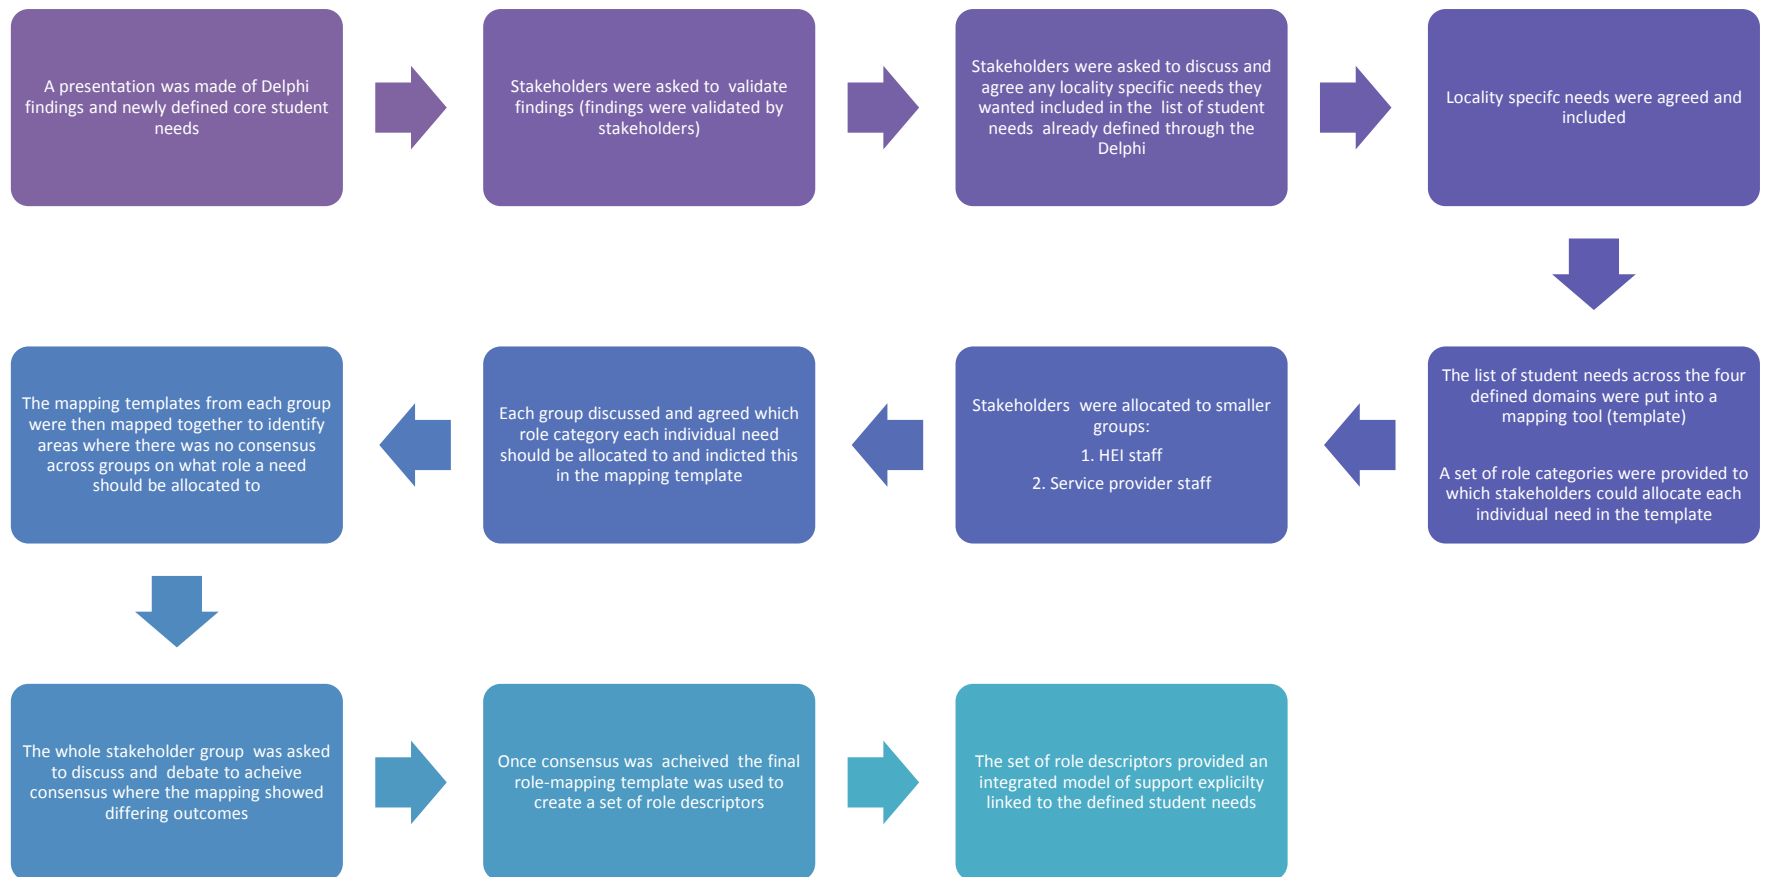 A presentation was made of Delphi
findings and newly defined core student
needs
Stakeholders were asked to validate
findings (findings were validated by
stakeholders)
Stakeholders were asked to discuss and
agree any locality specific needs they
wanted included in the list of student
needs already defined through the
Delphi
Locality specifc needs were agreed and
included
The list of student needs across the four
defined domains were put into a
mapping tool (template)
A set of role categories were provided to
which stakeholders could allocate each
individual need in the template
Stakeholders were allocated to smaller
groups:
1. HEI staff
2. Service provider staff
Each group discussed and agreed which
role category each individual need
should be allocated to and indicted this
in the mapping template
The mapping templates from each group
were then mapped together to identify
areas where there was no consensus
across groups on what role a need
should be allocated to
The whole stakeholder group was asked
to discuss and debate to acheive
consensus where the mapping showed
differing outcomes
Once consensus was acheived the final
role-mapping template was used to
create a set of role descriptors
The set of role descriptors provided an
integrated model of support explicilty
linked to the defined student needs